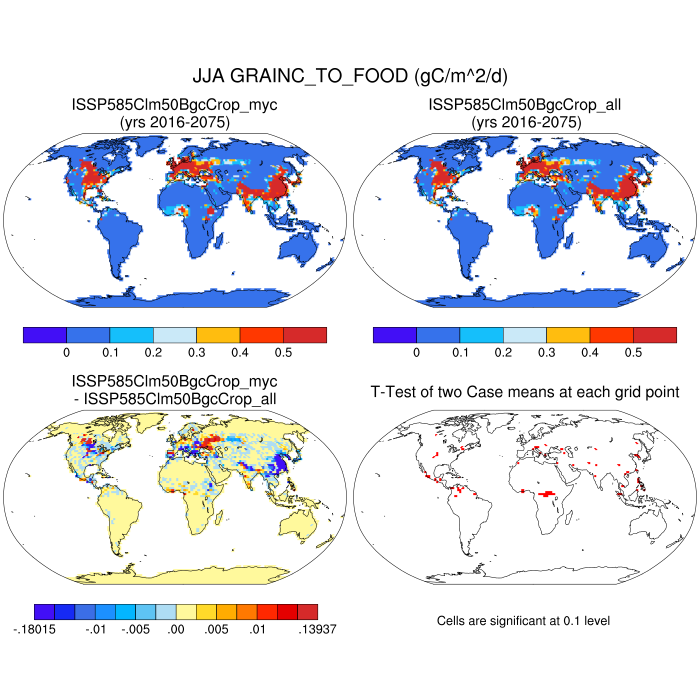 JJA GRAINC_TO_FOOD (gC/m^2/d)
ISSP585Clm50BgcCrop_myc
(yrs 2016-2075)
ISSP585Clm50BgcCrop_all
(yrs 2016-2075)
0 0.1 0.2 0.3 0.4 0.5
0 0.1 0.2 0.3 0.4 0.5
ISSP585Clm50BgcCrop_myc
- ISSP585Clm50BgcCrop_all
T-Test of two Case means at each grid point
-.18015 -.01 -.005 .00 .005 .01 .13937
Cells are significant at 0.1 level